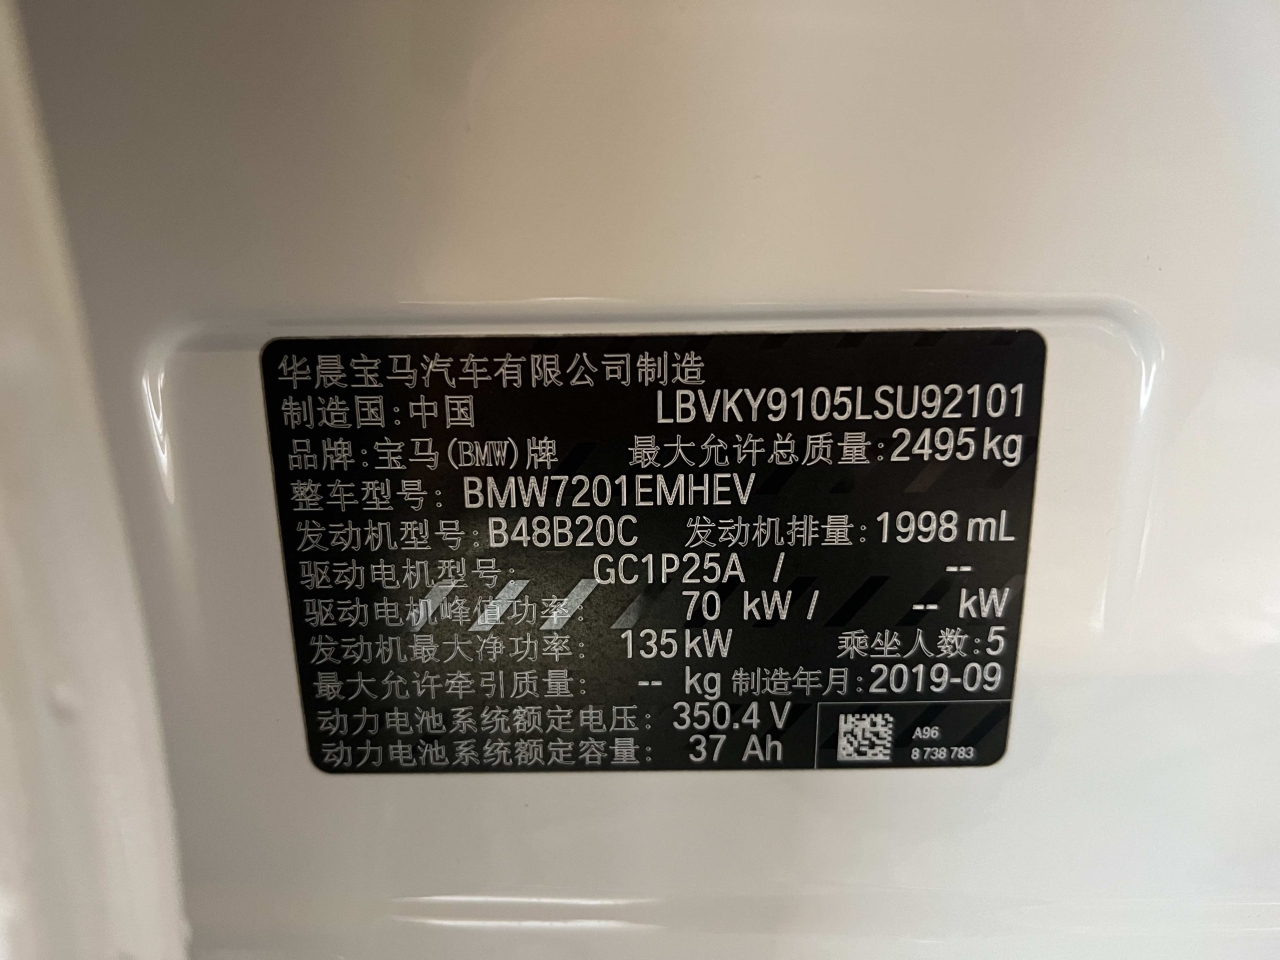 华晨宝马汽车有限公司制造
制造国:中国 LBVKY9105LSU92101
品牌:宝马(BMW)牌 最大允许总质量:2495kg
整车型号: BMW7201EMHEV
发动机型号:B48B20C 发动机排量:1998 mL
驱动电机型号: GC1P25A / --
驱动电机峰值功率: 70 kW / -- kW
发动机最大净功率: 135kW 乘坐人数:5
最大允许牵引质量: -- kg 制造年月:2019-09
动力电池系统额定电压: 350.4 V
动力电池系统额定容量: 37 Ah
A96
8 738 783